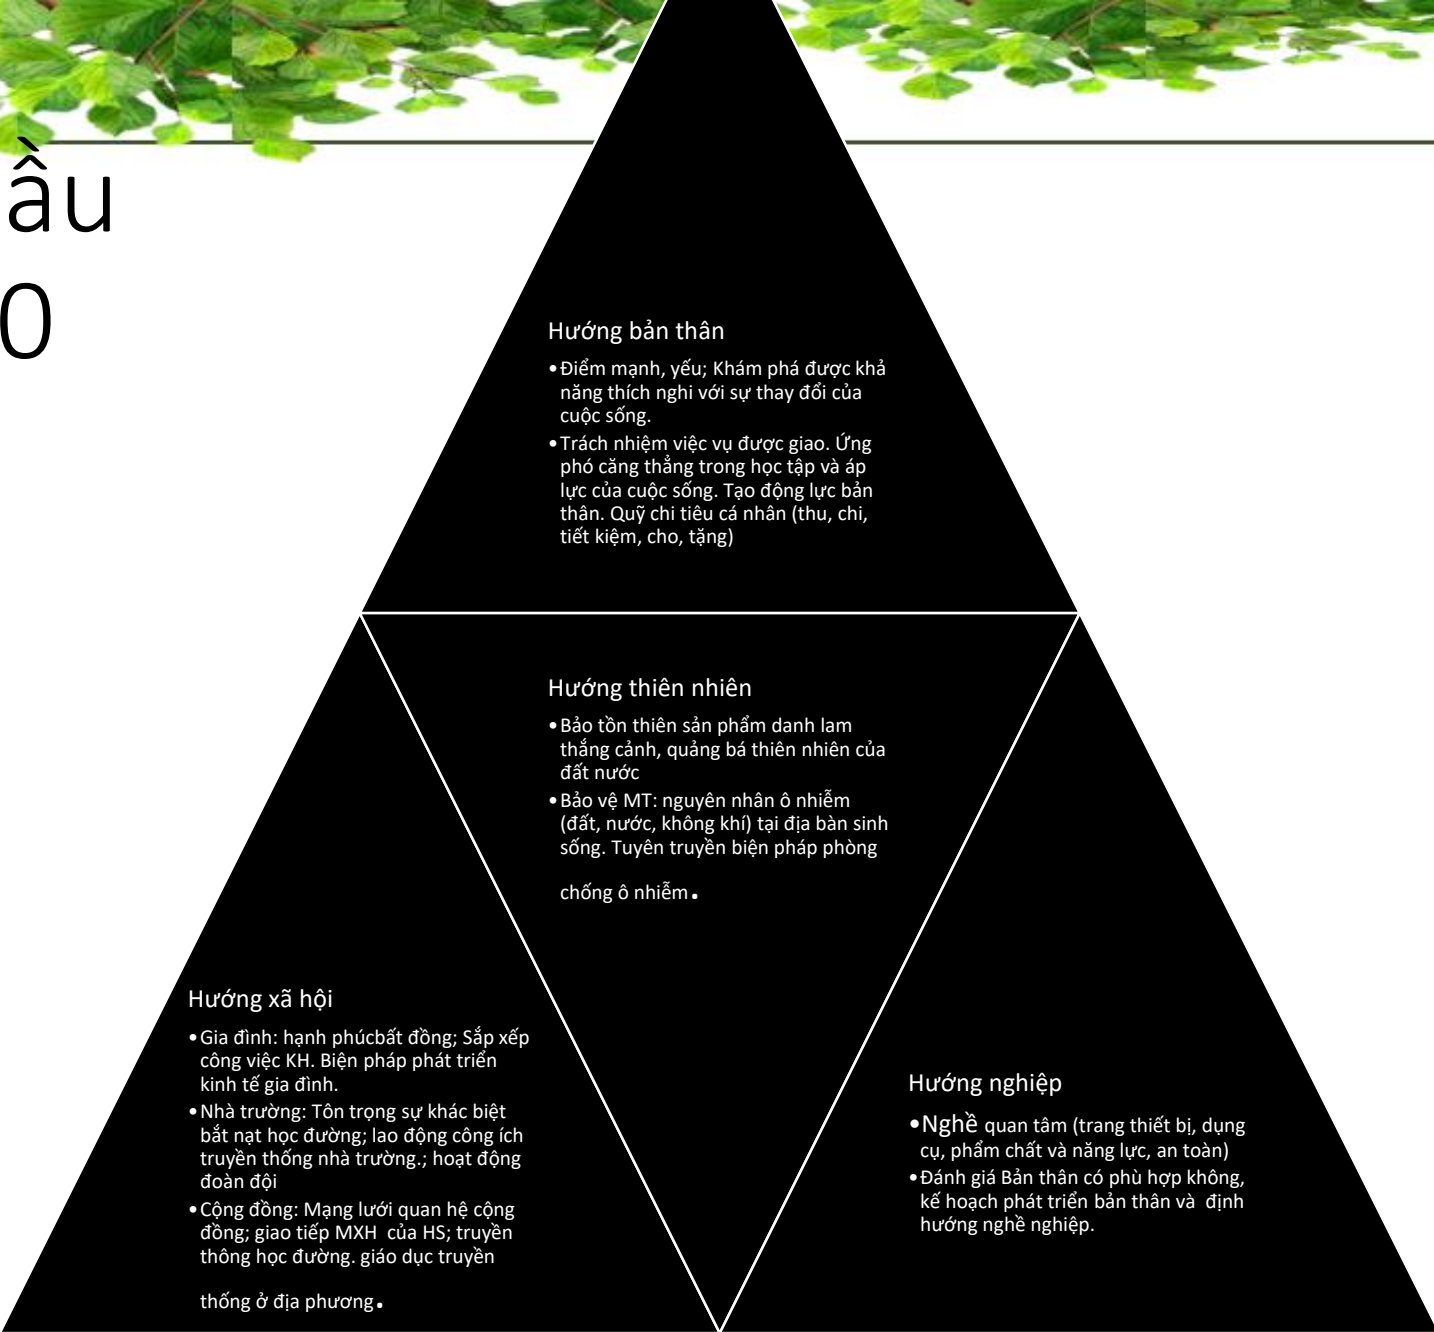 ầu
0
Hướng bản thân
•Điểm mạnh, yếu; Khám phá được khả
năng thích nghi với sự thay đổi của
cuộc sống.
•Trách nhiệm việc vụ được giao. Ứng
phó căng thẳng trong học tập và áp
lực của cuộc sống. Tạo động lực bản
thân. Quỹ chi tiêu cá nhân (thu, chi,
tiết kiệm, cho, tặng)
Hướng thiên nhiên
•Bảo tồn thiên sản phẩm danh lam
thắng cảnh, quảng bá thiên nhiên của
đất nước
•Bảo vệ MT: nguyên nhân ô nhiễm
(đất, nước, không khí) tại địa bàn sinh
sống. Tuyên truyền biện pháp phòng
chống ô nhiễm.
Hướng xã hội
•Gia đình: hạnh phúcbất đồng; Sắp xếp
công việc KH. Biện pháp phát triển
kinh tế gia đình.
•Nhà trường: Tôn trọng sự khác biệt
bắt nạt học đường; lao động công ích
truyền thống nhà trường.; hoạt động
đoàn đội
•Cộng đồng: Mạng lưới quan hệ cộng
đồng; giao tiếp MXH của HS; truyền
thông học đường. giáo dục truyền
thống ở địa phương.
Hướng nghiệp
•Nghề quan tâm (trang thiết bị, dụng
cụ, phẩm chất và năng lực, an toàn)
•Đánh giá Bản thân có phù hợp không,
kế hoạch phát triển bản thân và định
hướng nghề nghiệp.